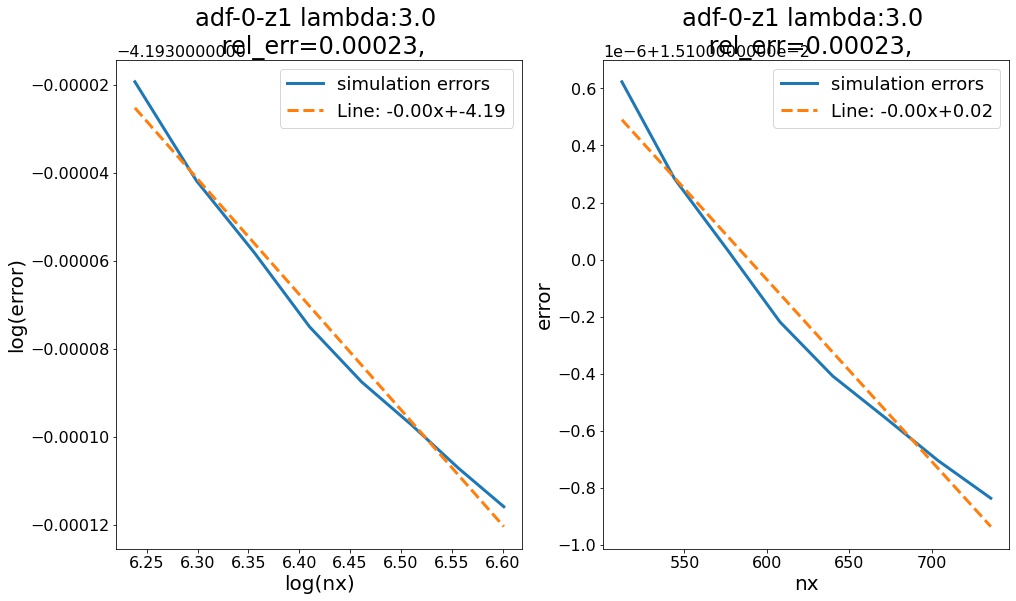 adf-0-z1 lambda:3.0
rel_err=0.00023,
−4.1930000000
simulation errors
Line: -0.00x+-4.19
−0.00002
−0.00004
−0.00006
−0.00008
−0.00010
−0.00012
log(error)
6.25 6.30 6.35 6.40 6.45 6.50 6.55 6.60
log(nx)
adf-0-z1 lambda:3.0
rel_err=0.00023,
1e−6+1.5100000000e−2
simulation errors
Line: -0.00x+0.02
0.6
0.4
0.2
0.0
−0.2
−0.4
−0.6
−0.8
−1.0
error
550 600 650 700
nx